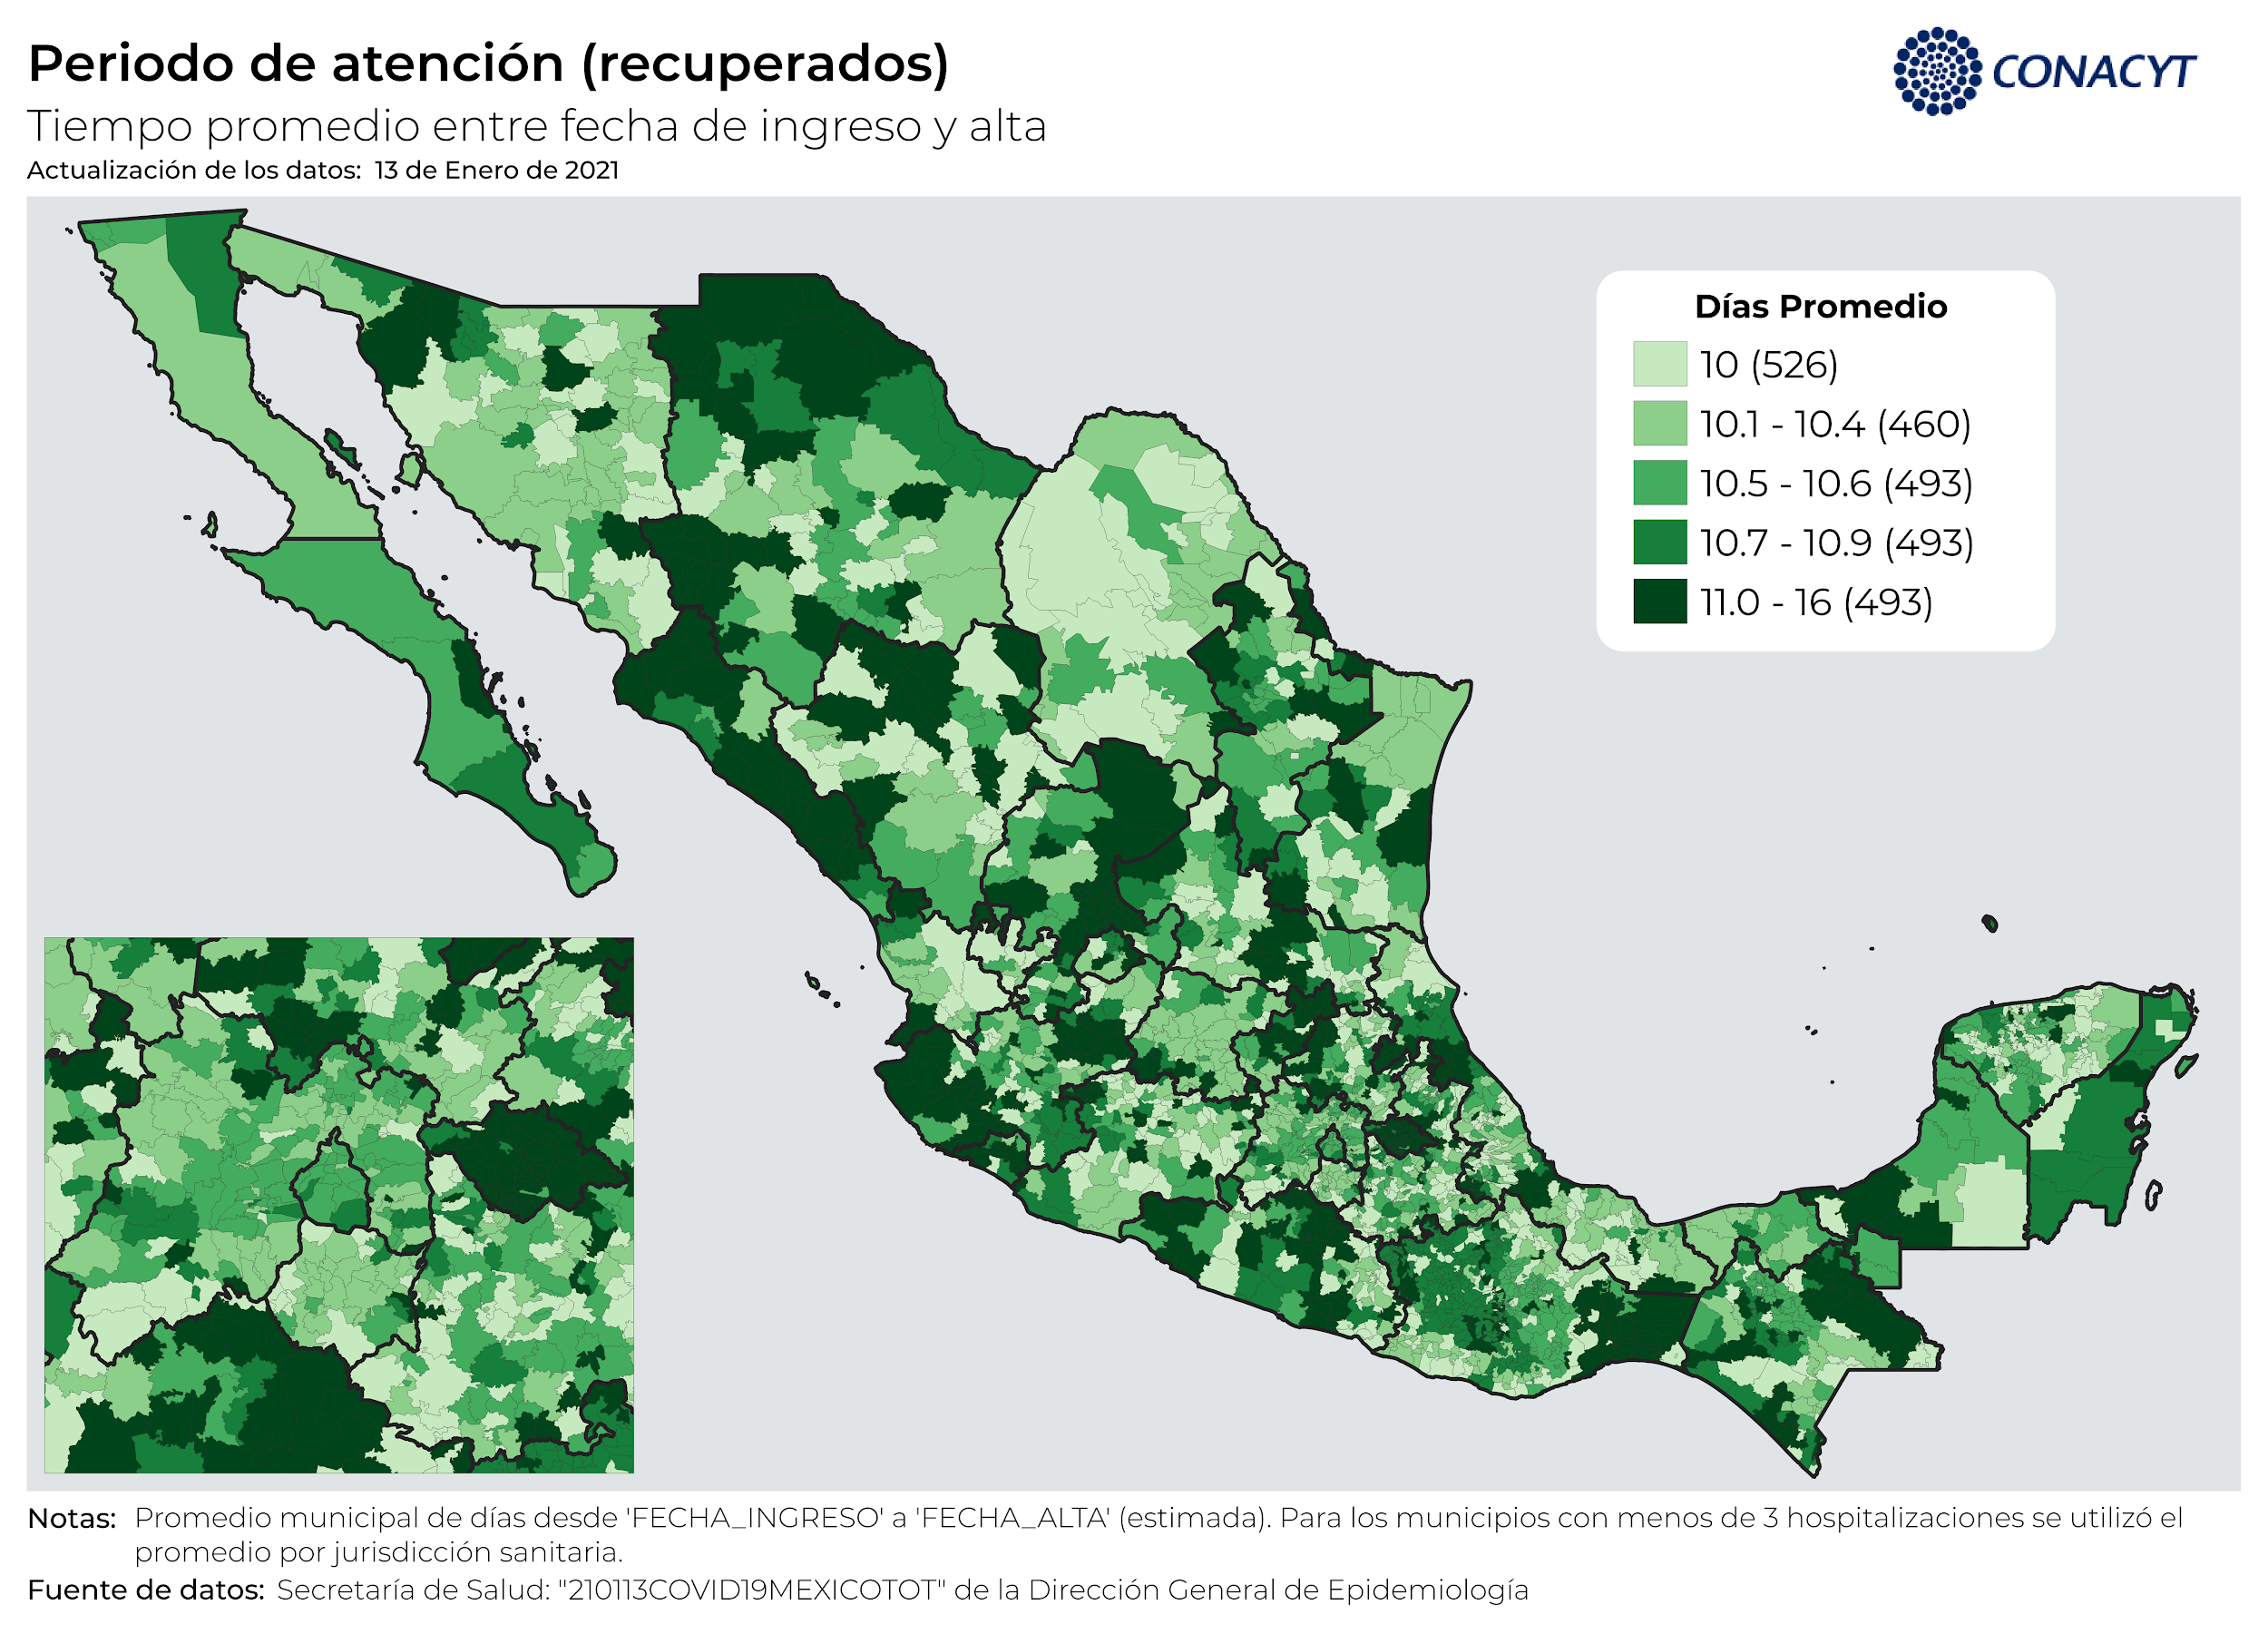 Periodo de atención (recuperados)
Tiempo promedio entre fecha de ingreso y alta
Actualización de los datos: 13 de Enero de 2021
CONACYT
Días Promedio
10 (526)
10.1 - 10.4 (460)
10.5 - 10.6 (493)
10.7 - 10.9 (493)
11.0 - 16 (493)
Notas: Promedio municipal de días desde 'FECHA_INGRESO' a 'FECHA_ALTA' (estimada). Para los municipios con menos de 3 hospitalizaciones se utilizó el
promedio por jurisdicción sanitaria.
Fuente de datos: Secretaría de Salud: "210113COVID19MEXICOTOT" de la Dirección General de Epidemiología